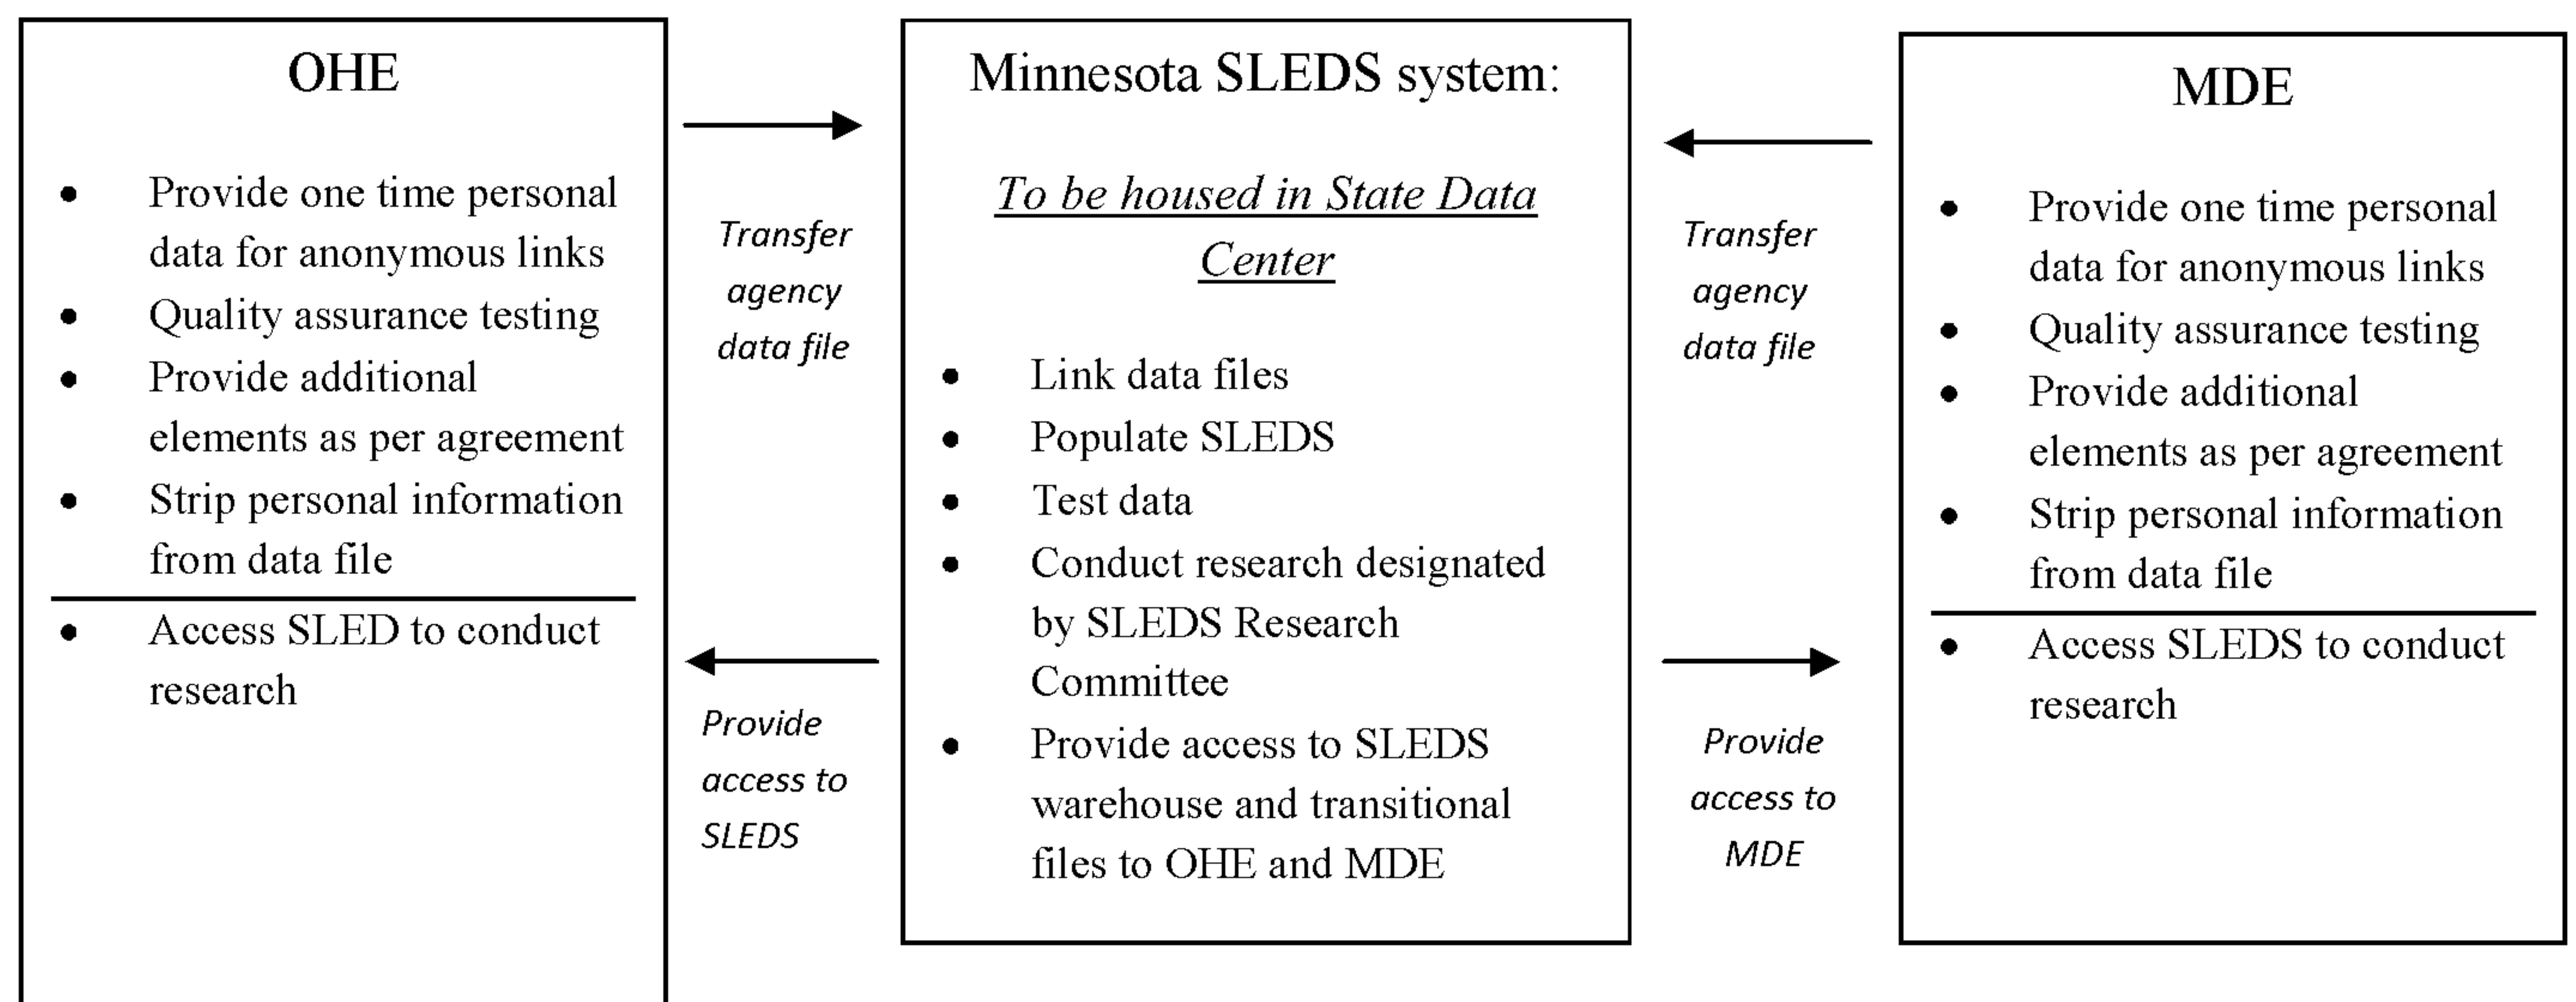 OHE
• Provide one time personal
data for anonymous links
• Quality assurance testing
• Provide additional
elements as per agreement
• Strip personal information
from data file
• Access SLED to conduct
research
Transfer
agency
data file
Provide
access to
SLEDS
Minnesota SLEDS system:
To be housed in State Data
Center
• Link data files
• Populate SLEDS
• Test data
• Conduct research designated
by SLEDS Research
Committee
• Provide access to SLEDS
warehouse and transitional
files to OHE and MDE
Transfer
agency
data file
Provide
access to
MDE
MDE
• Provide one time personal
data for anonymous links
• Quality assurance testing
• Provide additional
elements as per agreement
• Strip personal information
from data file
• Access SLEDS to conduct
research